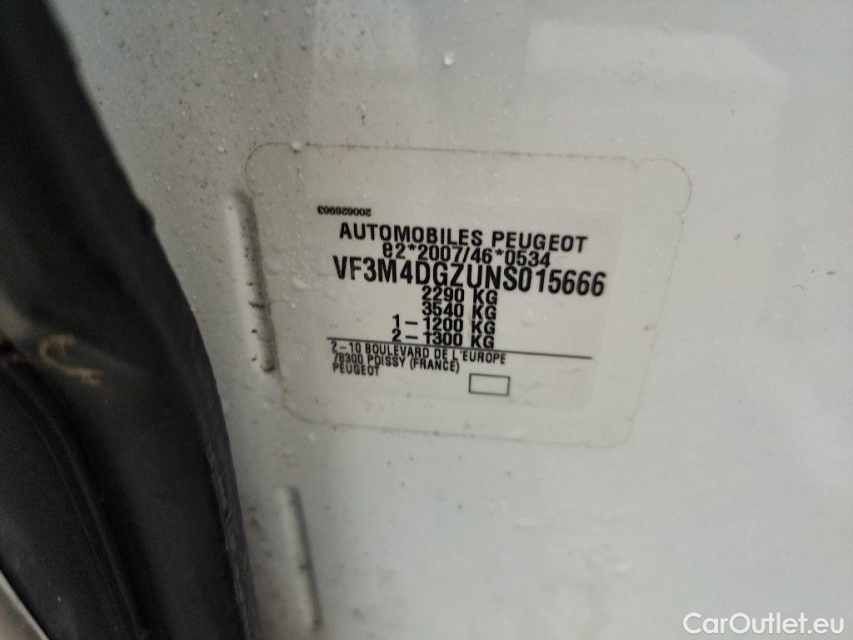 200626963
AUTOMOBILES PEUGEOT
e2*2007/46*0534
VF3M4DGZUNS015666
2290 KG
3540 KG
1-1200 KG
2-1300 KG
2-10 BOULEVARD DE L'EUROPE
78300 POISSY (FRANCE)
PEUGEOT
CarOutlet.eu